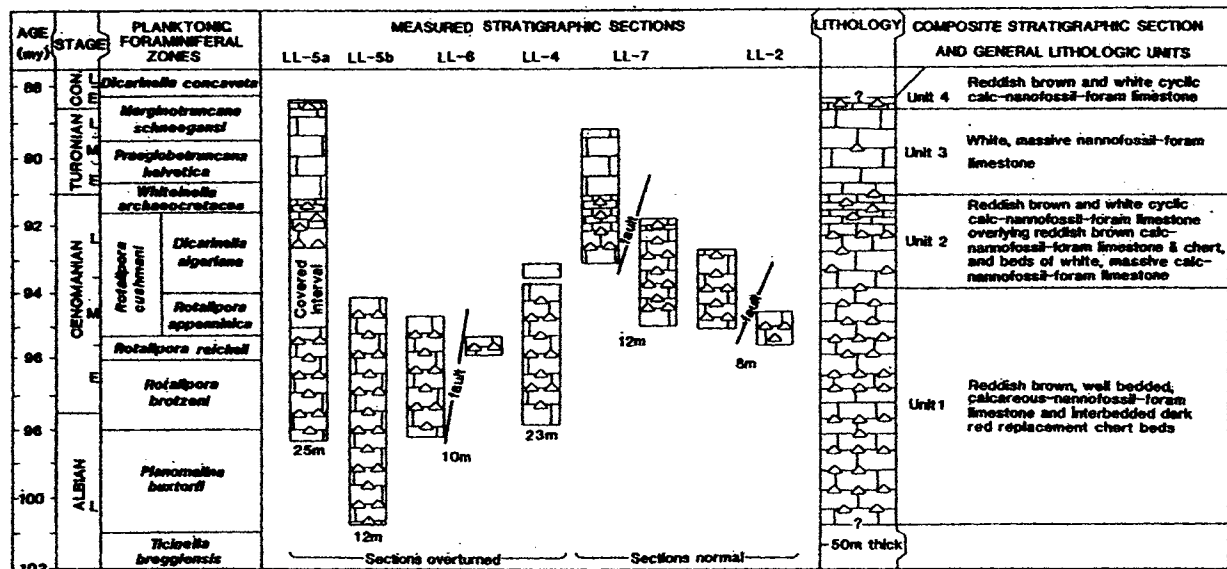 AGE
(my)
STAGE
PLANKTONIC
FORAMINIFERAL
ZONES
MEASURED STRATIGRAPHIC SECTIONS
LL-5a
LL-5b
LL-6
LL-4
LL-7
LL-2
LITHOLOGY
COMPOSITE STRATIGRAPHIC SECTION
AND GENERAL LITHOLOGIC UNITS
88
90
92
94
96
96
100
102
CON.
L
E
TURONIAN
L
M
E
CENOMANIAN
L
M
E
ALBIAN
L
Dicarinella concavata
Marginotruncana
schneegansi
Praeglobotruncana
helvetica
Whiteinella
archaeocretacea
Rotalipora
cushmani
Dicarinella
algeriana
Rotalipora
appenninica
Rotalipora reicheli
Rotalipora
brotzeni
Planomalina
buxtorfi
Ticinella
breggiensis
Covered
Interval
25m
12m
fault
10m
23m
fault
12m
fault
8m
Sections overturned
Sections normal
?
?
~50m thick
Unit 4
Reddish brown and white cyclic
calc-nanofossil-foram limestone
Unit 3
White, massive nannofossil-foram
limestone
Unit 2
Reddish brown and white cyclic
calc-nannofossil-foram limestone
overlying reddish brown calc-
nannofossil-foram limestone & chert,
and beds of white, massive calc-
nannofossil-foram limestone
Unit 1
Reddish brown, well bedded,
calcareous-nannofossil-foram
limestone and interbedded dark
red replacement chert beds